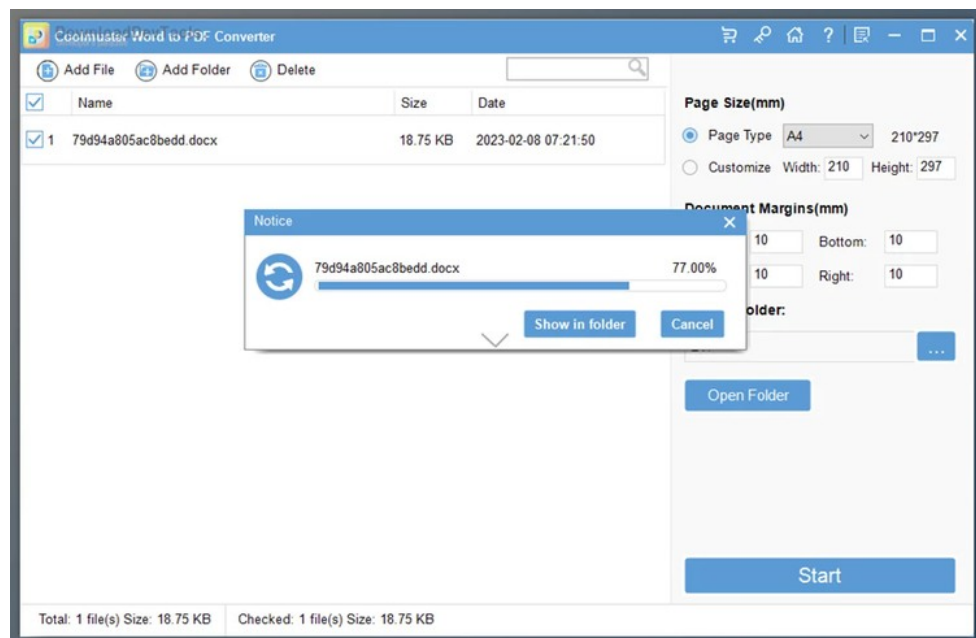 Coolmuster Word to PDF Converter
?
Add File Add Folder Delete
Name Size Date
1 79d94a805ac8bedd.docx 18.75 KB 2023-02-08 07:21:50
Page Size(mm)
Page Type A4 210*297
Customize Width: 210 Height: 297
Document Margins(mm)
10 Bottom: 10
10 Right: 10
older:
...
Open Folder
Start
Notice
79d94a805ac8bedd.docx 77.00%
Show in folder Cancel
Total: 1 file(s) Size: 18.75 KB Checked: 1 file(s) Size: 18.75 KB